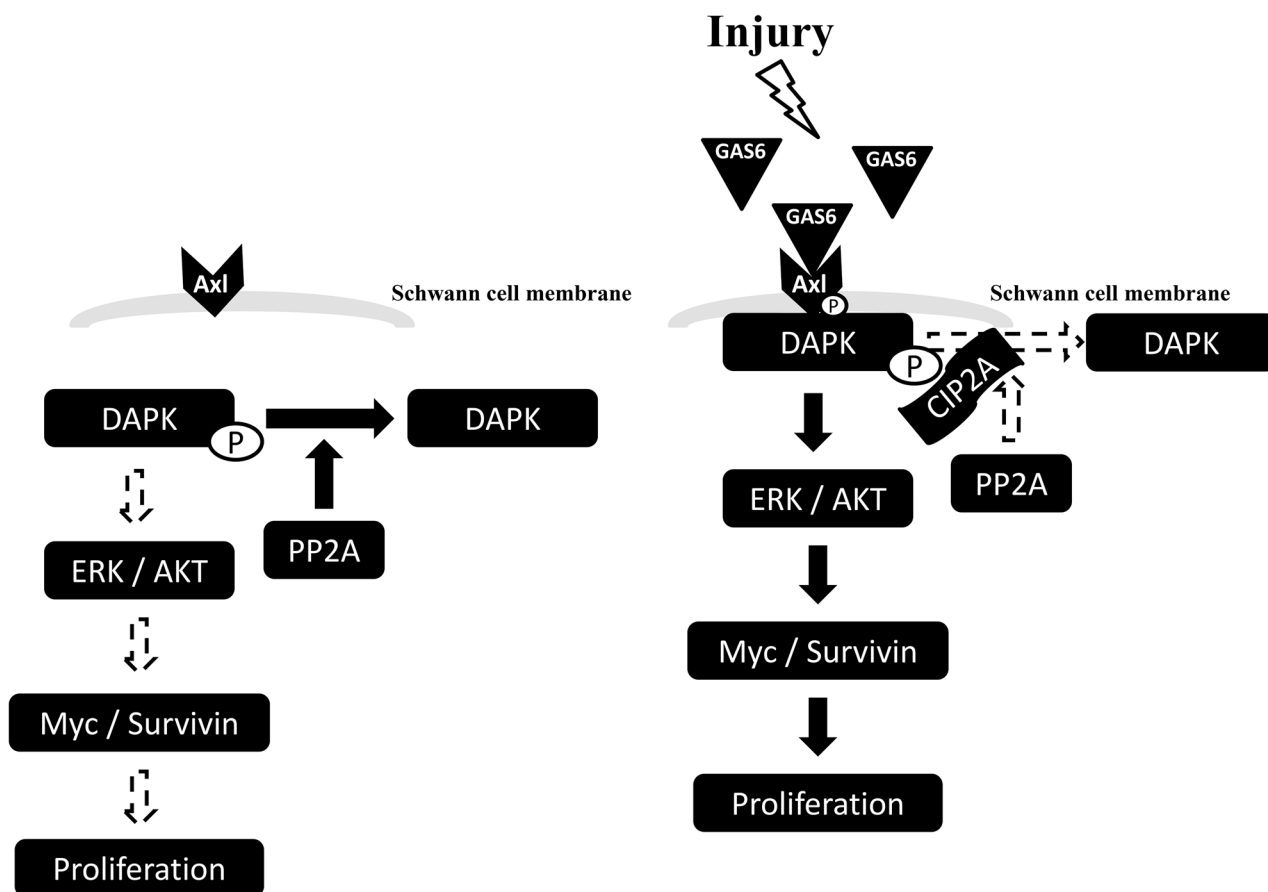 Axl
Schwann cell membrane
DAPK
P
DAPK
ERK / AKT
PP2A
Myc / Survivin
Proliferation
Injury
GAS6
GAS6
GAS6
Axl
P
Schwann cell membrane
DAPK
P
CIP2A
DAPK
ERK / AKT
PP2A
Myc / Survivin
Proliferation